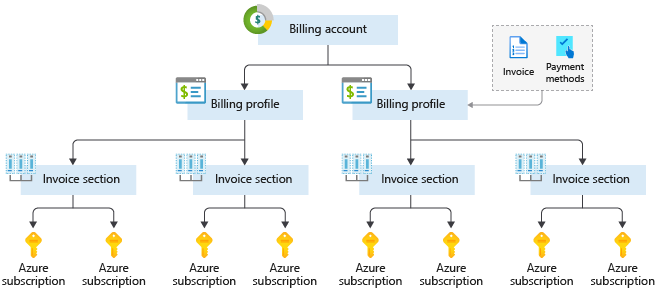 Billing account
Invoice
Payment
methods
Billing profile
Billing profile
Invoice section
Invoice section
Invoice section
Invoice section
Azure
subscription
Azure
subscription
Azure
subscription
Azure
subscription
Azure
subscription
Azure
subscription
Azure
subscription
Azure
subscription